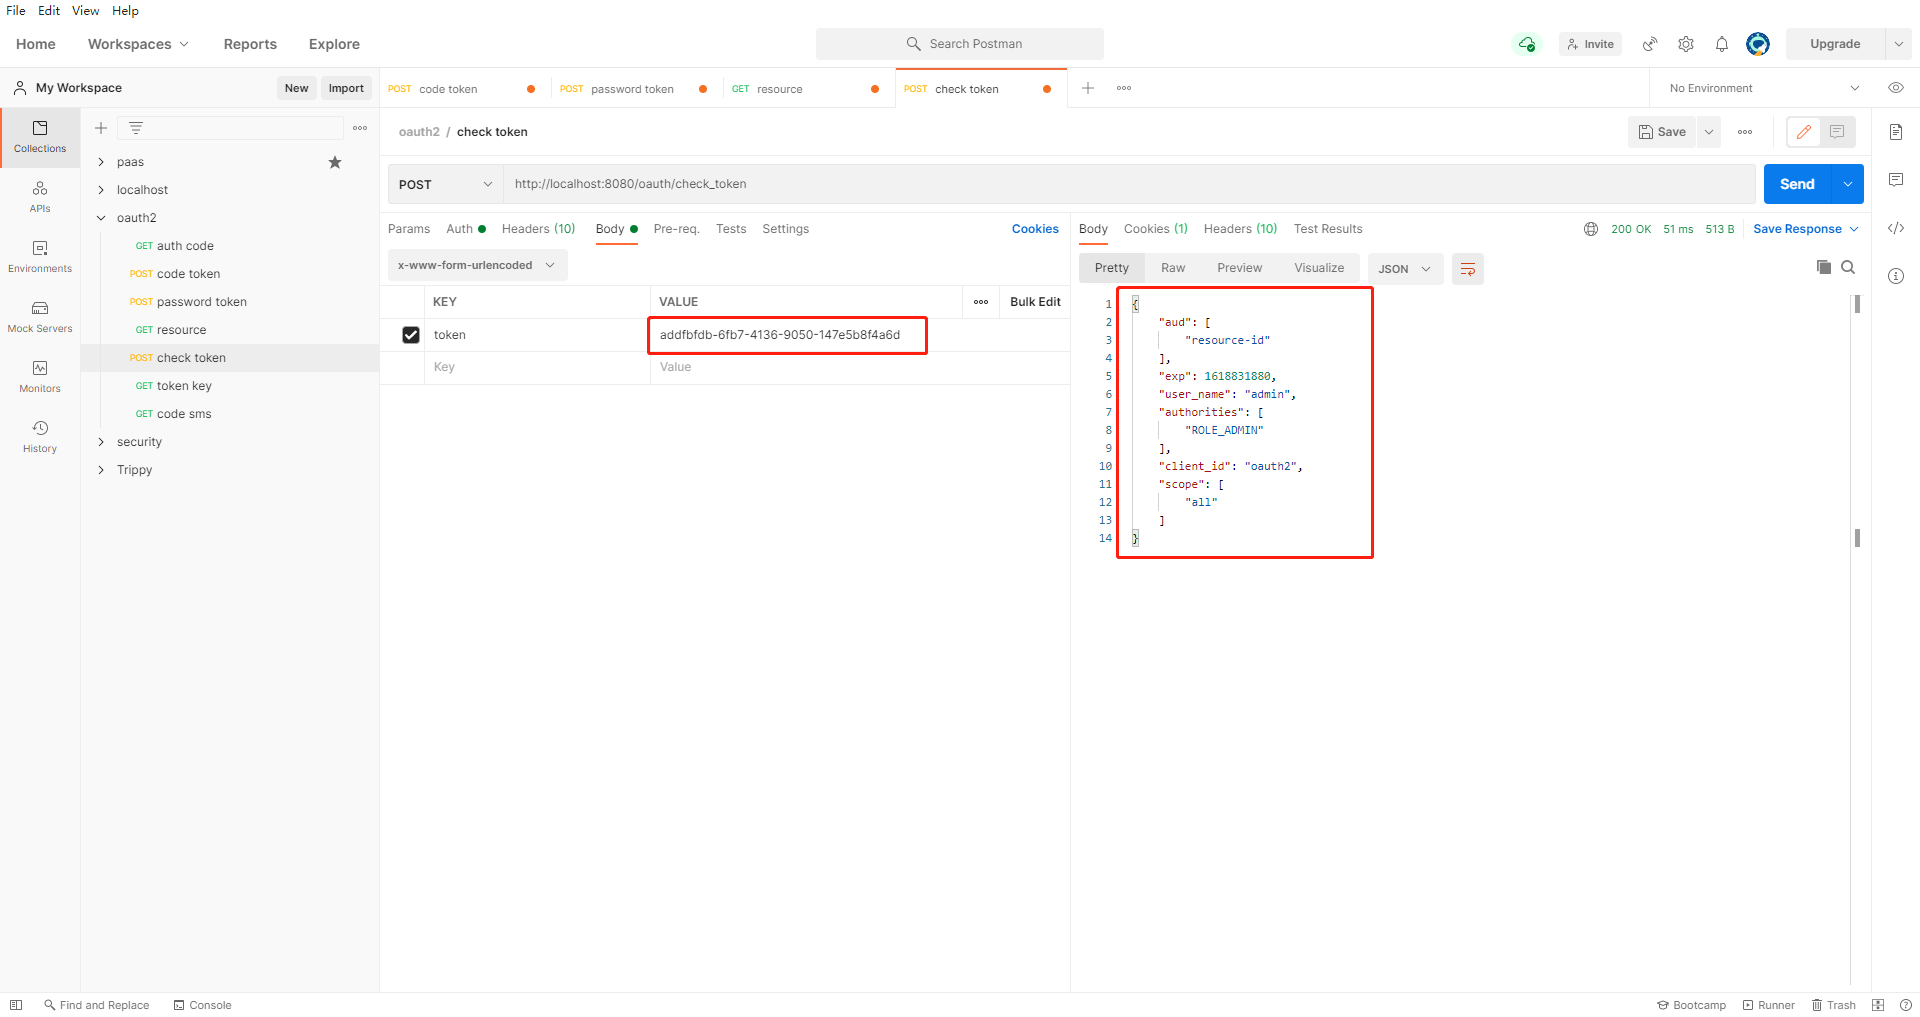 File Edit View Help
Home Workspaces Reports Explore
Search Postman
Invite
Upgrade
My Workspace
New
Import
POST code token
POST password token
GET resource
POST check token
No Environment
Collections
APIs
Environments
Mock Servers
Monitors
History
paas
localhost
oauth2
GET auth code
POST code token
POST password token
GET resource
POST check token
GET token key
GET code sms
security
Trippy
oauth2 / check token
Save
POST
http://localhost:8080/oauth/check_token
Send
Params Auth Headers (10) Body Pre-req. Tests Settings
Cookies
x-www-form-urlencoded
KEY VALUE Bulk Edit
token addfbfdb-6fb7-4136-9050-147e5b8f4a6d
Key Value
Body Cookies (1) Headers (10) Test Results
200 OK 51 ms 513 B Save Response
Pretty Raw Preview Visualize JSON
1 {
2 "aud": [
3 "resource-id"
4 ],
5 "exp": 1618831880,
6 "user_name": "admin",
7 "authorities": [
8 "ROLE_ADMIN"
9 ],
10 "client_id": "oauth2",
11 "scope": [
12 "all"
13 ]
14 }
Find and Replace Console
Bootcamp Runner Trash